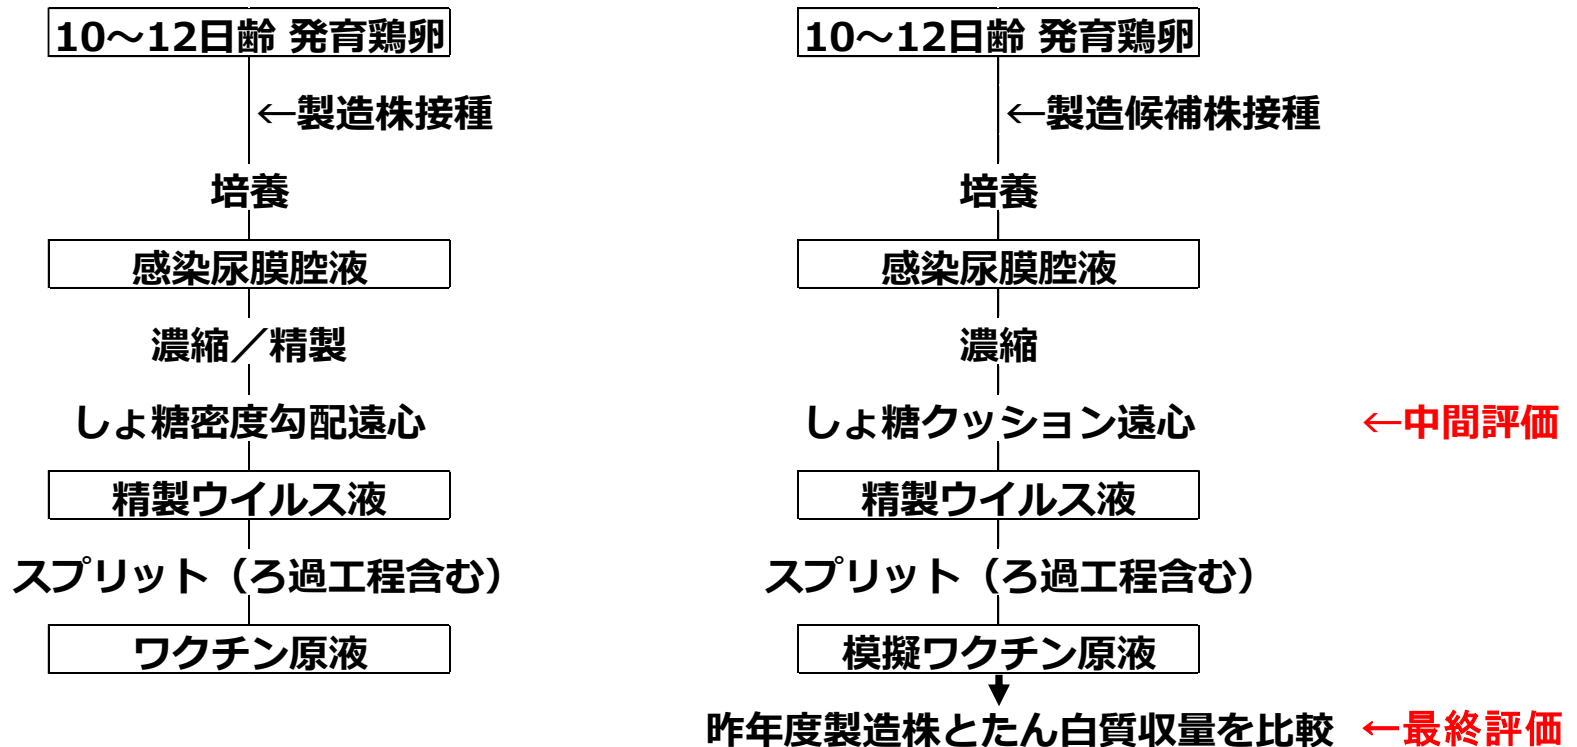 10～12日齢 発育鶏卵
←製造株接種
培養
感染尿膜腔液
濃縮／精製
しょ糖密度勾配遠心
精製ウイルス液
スプリット（ろ過工程含む）
ワクチン原液
10～12日齢 発育鶏卵
←製造候補株接種
培養
感染尿膜腔液
濃縮
しょ糖クッション遠心
←中間評価
精製ウイルス液
スプリット（ろ過工程含む）
模擬ワクチン原液
昨年度製造株とたん白質収量を比較
←最終評価